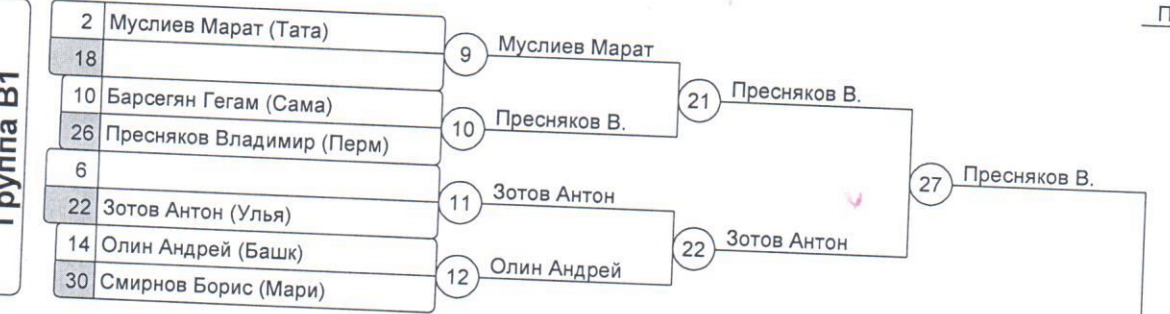 Группа В1
2 Муслиев Марат (Тата)
18
10 Барсегян Гегам (Сама)
26 Пресняков Владимир (Перм)
6
22 Зотов Антон (Улья)
14 Олин Андрей (Башк)
30 Смирнов Борис (Мари)
9 Муслиев Марат
10 Пресняков В.
11 Зотов Антон
12 Олин Андрей
21 Пресняков В.
22 Зотов Антон
27 Пресняков В.